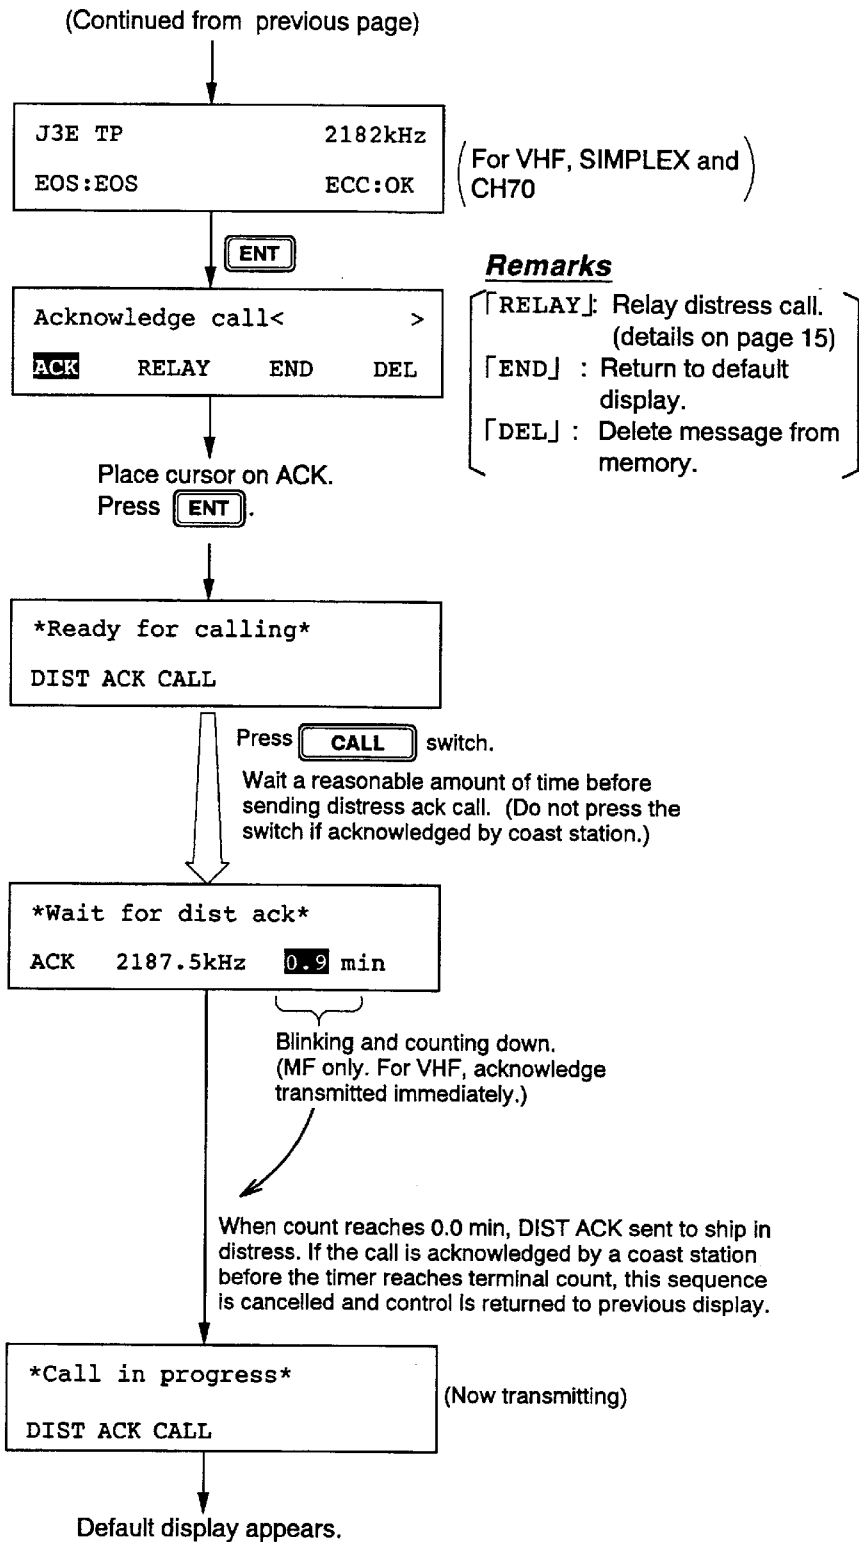 (Continued from previous page)
J3E TP 2182kHz
EOS:EOS ECC:OK
(For VHF, SIMPLEX and
CH70)
ENT
Acknowledge call< >
ACK RELAY END DEL
Remarks
「RELAY」: Relay distress call.
(details on page 15)
「END」 : Return to default
display.
「DEL」 : Delete message from
memory.
Place cursor on ACK.
Press ENT.
*Ready for calling*
DIST ACK CALL
Press CALL switch.
Wait a reasonable amount of time before
sending distress ack call. (Do not press the
switch if acknowledged by coast station.)
*Wait for dist ack*
ACK 2187.5kHz 0.9 min
Blinking and counting down.
(MF only. For VHF, acknowledge
transmitted immediately.)
When count reaches 0.0 min, DIST ACK sent to ship in
distress. If the call is acknowledged by a coast station
before the timer reaches terminal count, this sequence
is cancelled and control is returned to previous display.
*Call in progress*
DIST ACK CALL
(Now transmitting)
Default display appears.